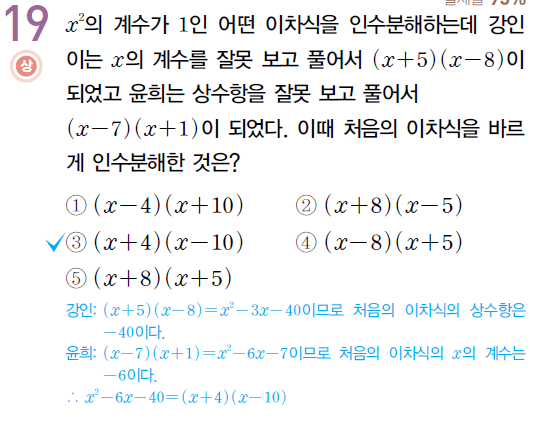 19 x²의 계수가 1인 어떤 이차식을 인수분해하는데 강인
상 이는 x의 계수를 잘못 보고 풀어서 (x+5)(x-8)이
되었고 윤희는 상수항을 잘못 보고 풀어서
(x-7)(x+1)이 되었다. 이때 처음의 이차식을 바르
게 인수분해한 것은?
① (x-4)(x+10) ② (x+8)(x-5)
③ (x+4)(x-10) ④ (x-8)(x+5)
⑤ (x+8)(x+5)
강인: (x+5)(x-8)=x²-3x-40이므로 처음의 이차식의 상수항은
-40이다.
윤희: (x-7)(x+1)=x²-6x-7이므로 처음의 이차식의 x의 계수는
-6이다.
∴ x²-6x-40=(x+4)(x-10)